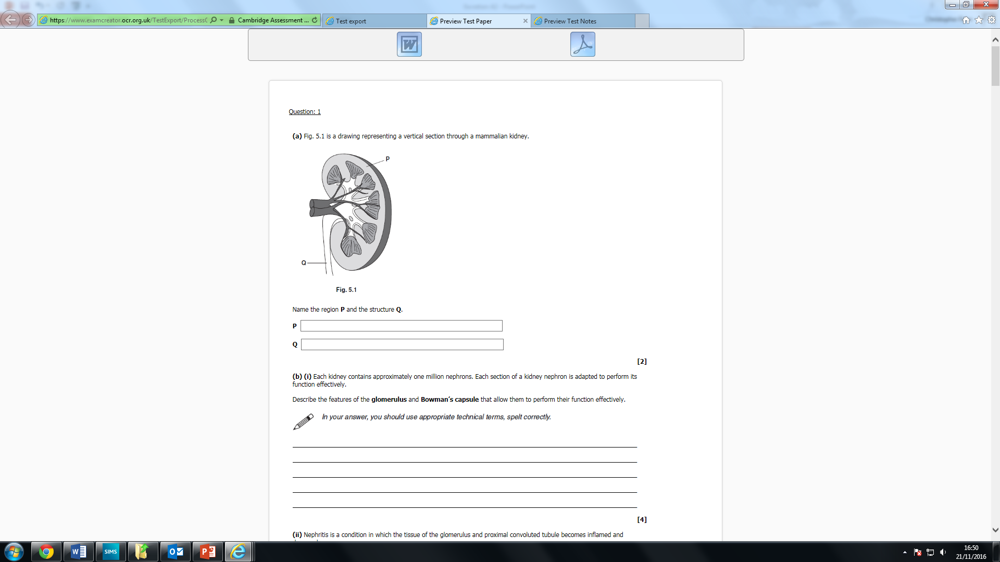 https://www.examcreator.ocr.org.uk/TestExport/ProcessC
Cambridge Assessment ...
Test export
Preview Test Paper
Preview Test Notes
Question: 1
(a) Fig. 5.1 is a drawing representing a vertical section through a mammalian kidney.
P
Q
Fig. 5.1
Name the region P and the structure Q.
P
Q
[2]
(b) (i) Each kidney contains approximately one million nephrons. Each section of a kidney nephron is adapted to perform its
function effectively.
Describe the features of the glomerulus and Bowman's capsule that allow them to perform their function effectively.
In your answer, you should use appropriate technical terms, spelt correctly.
[4]
(ii) Nephritis is a condition in which the tissue of the glomerulus and proximal convoluted tubule becomes inflamed and
SIMS
16:50
21/11/2016